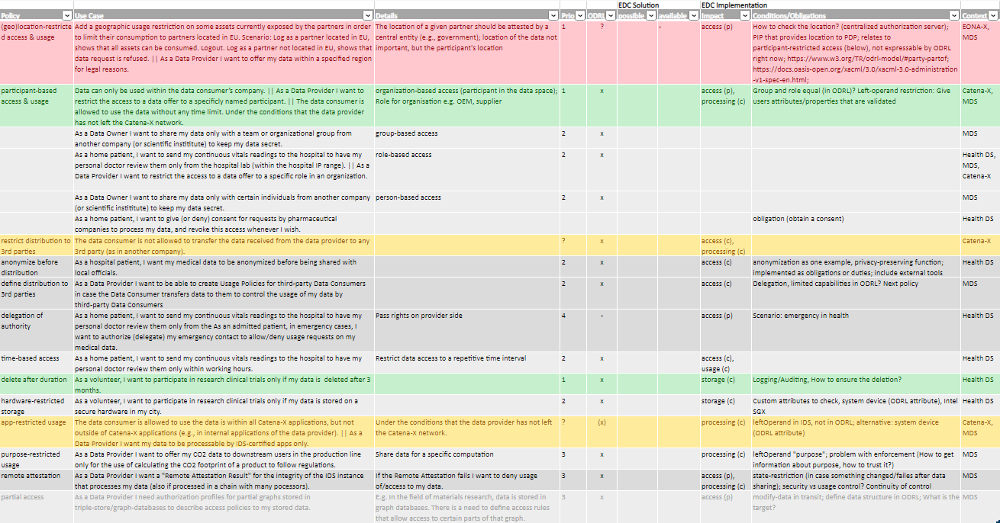 EDC Solution EDC Implementation
Policy Use Case Details Prio ODRL possible available Impact Conditions/Obligations Context
(geo)location-restricte Add a geographic usage restriction on some assets currently exposed by the partners in order The location of a given partner should be attested by a 1 ? - access (p) How to check the location? (centralized authorization server); EONA-X,
d access & usage to limit their consumption to partners located in EU. Scenario: Log as a partner located in EU, central entity (e.g., government); location of the data not PIP that provides location to PDP; relates to MDS
shows that all assets can be consumed. Logout. Log as a partner not located in EU, shows that important, but the participant's location participant-restricted access (below), not expressable by ODRL
data request is refused. || As a Data Provider I want to offer my data within a specified region right now; https://www.w3.org/TR/odrl-model/#party-partof;
for legal reasons. https://docs.oasis-open.org/xacml/3.0/xacml-3.0-administration
-v1-spec-en.html;
participant-based Data can only be used within the data consumer's company. || As a Data Provider I want to organization-based access (participant in the data space); 1 x access (p), Group and role equal (in ODRL)? Left-operand restriction: Give Catena-X,
access & usage restrict the access to a data offer to a specificly named participant. || The data consumer is Role for organisation e.g. OEM, supplier processing (c) users attributes/properties that are validated MDS
allowed to use the data without any time limit. Under the conditions that the data provider
has not left the Catena-X network.
As a Data Owner I want to share my data only with a team or organizational group from group-based access 2 x MDS
another company (or scientific instititute) to keep my data secret.
As a home patient, I want to send my continuous vitals readings to the hospital to have my role-based access 2 x Health DS,
personal doctor review them only from the hospital lab (within the hospital IP range). || As a MDS,
Data Provider I want to restrict the access to a data offer to a specific role in an organization. Catena-X
As a Data Owner I want to share my data only with certain individuals from another company person-based access 2 x MDS
(or scientific instititute) to keep my data secret.
As a home patient, I want to give (or deny) consent for requests by pharmaceutical obligation (obtain a consent) Health DS
companies to process my data, and revoke this access whenever I wish.
restrict distribution to The data consumer is not allowed to transfer the data received from the data provider to any ? x access (c), Catena-X
3rd parties 3rd party (as in another company). processing (c)
anonymize before As a hospital patient, I want my medical data to be anonymized before being shared with 2 x access (c) anonymization as one example, privacy-preserving function; Health DS
distribution local officials. implemented as obligations or duties; include external tools
define distribution to As a Data Provider I want to be able to create Usage Policies for third-party Data Consumers 2 x access (c) Delegation, limited capabilities in ODRL? Next policy MDS
3rd parties in case the Data Consumer transfers data to them to control the usage of my data by
third-party Data Consumers
delegation of As a home patient, I want to send my continuous vitals readings to the hospital to have my Pass rights on provider side 4 - access (p) Scenario: emergency in health Health DS
authority personal doctor review them only from the As an admitted patient, in emergency cases, I
want to authorize (delegate) my emergency contact to allow/deny usage requests on my
medical data.
time-based access As a home patient, I want to send my continuous vitals readings to the hospital to have my Restrict data access to a repetitive time interval 2 x access (c), Health DS
personal doctor review them only within working hours. usage (c)
delete after duration As a volunteer, I want to participate in research clinical trials only if my data is deleted after 3 1 x storage (c) Logging/Auditing, How to ensure the deletion? Health DS
months.
hardware-restricted As a volunteer, I want to participate in research clinical trials only if my data is stored on a 2 x storage (c) Custom attributes to check, system device (ODRL attribute), Intel Health DS
storage secure hardware in my city. SGX
app-restricted usage The data consumer is allowed to use the data is within all Catena-X applications, but not Under the conditions that the data provider has not left ? (x) processing (c) leftOperand in IDS, not in ODRL; alternative: system device Catena-X,
outside of Catena-X applications (e.g., in internal applications of the data provider). || As a the Catena-X network. (ODRL attribute) MDS
Data Provider I want my data to be processable by IDS-certified apps only.
purpose-restricted As a Data Provider I want to offer my CO2 data to downstream users in the production line Share data for a specific computation 3 x processing (c) leftOperand "purpose"; problem with enforcement (How to get MDS
usage only for the use of calculating the CO2 footprint of a product to follow regulations. information about purpose, how to trust it?)
remote attestation As a Data Provider I want a "Remote Attestation Result" for the integrity of the IDS instance If the Remote Attestation fails I want to deny usage 3 x access (p), state-restriction (in case something changed/failes after data MDS
that processes my data (also if processed in a chain with many pocessors). of/access to my data. processing (c) sharing); security vs usage control? Continuity of control
partial access As a Data Provider I need authorization profiles for partial graphs stored in E.g. In the field of materials research, data is stored in 3 x access (p) modify-data in transit; define data structure in ODRL; What is the MDS
triple-store/graph-databases to describe access policies to my stored data. graph databases. There is a need to define access rules target?
that allow access to certain parts of that graph.